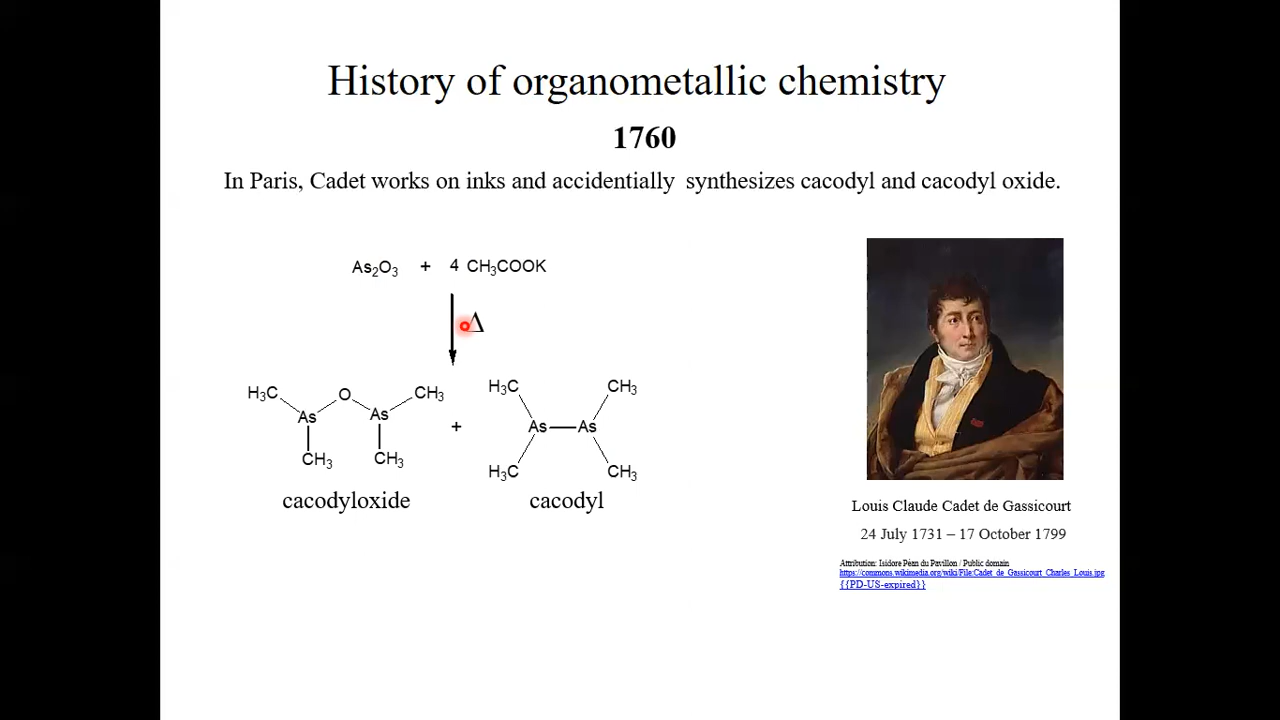 History of organometallic chemistry
1760
In Paris, Cadet works on inks and accidentially synthesizes cacodyl and cacodyl oxide.
As₂O₃ + 4 CH₃COOK
Δ
H₃C O CH₃
As As
CH₃ CH₃
+
H₃C CH₃
As As
H₃C CH₃
cacodyloxide cacodyl
Louis Claude Cadet de Gassicourt
24 July 1731 – 17 October 1799
Attribution: Isidore Péan du Pavillon / Public domain
https://commons.wikimedia.org/wiki/File:Cadet_de_Gassicourt_Charles_Louis.jpg
{{PD-US-expired}}